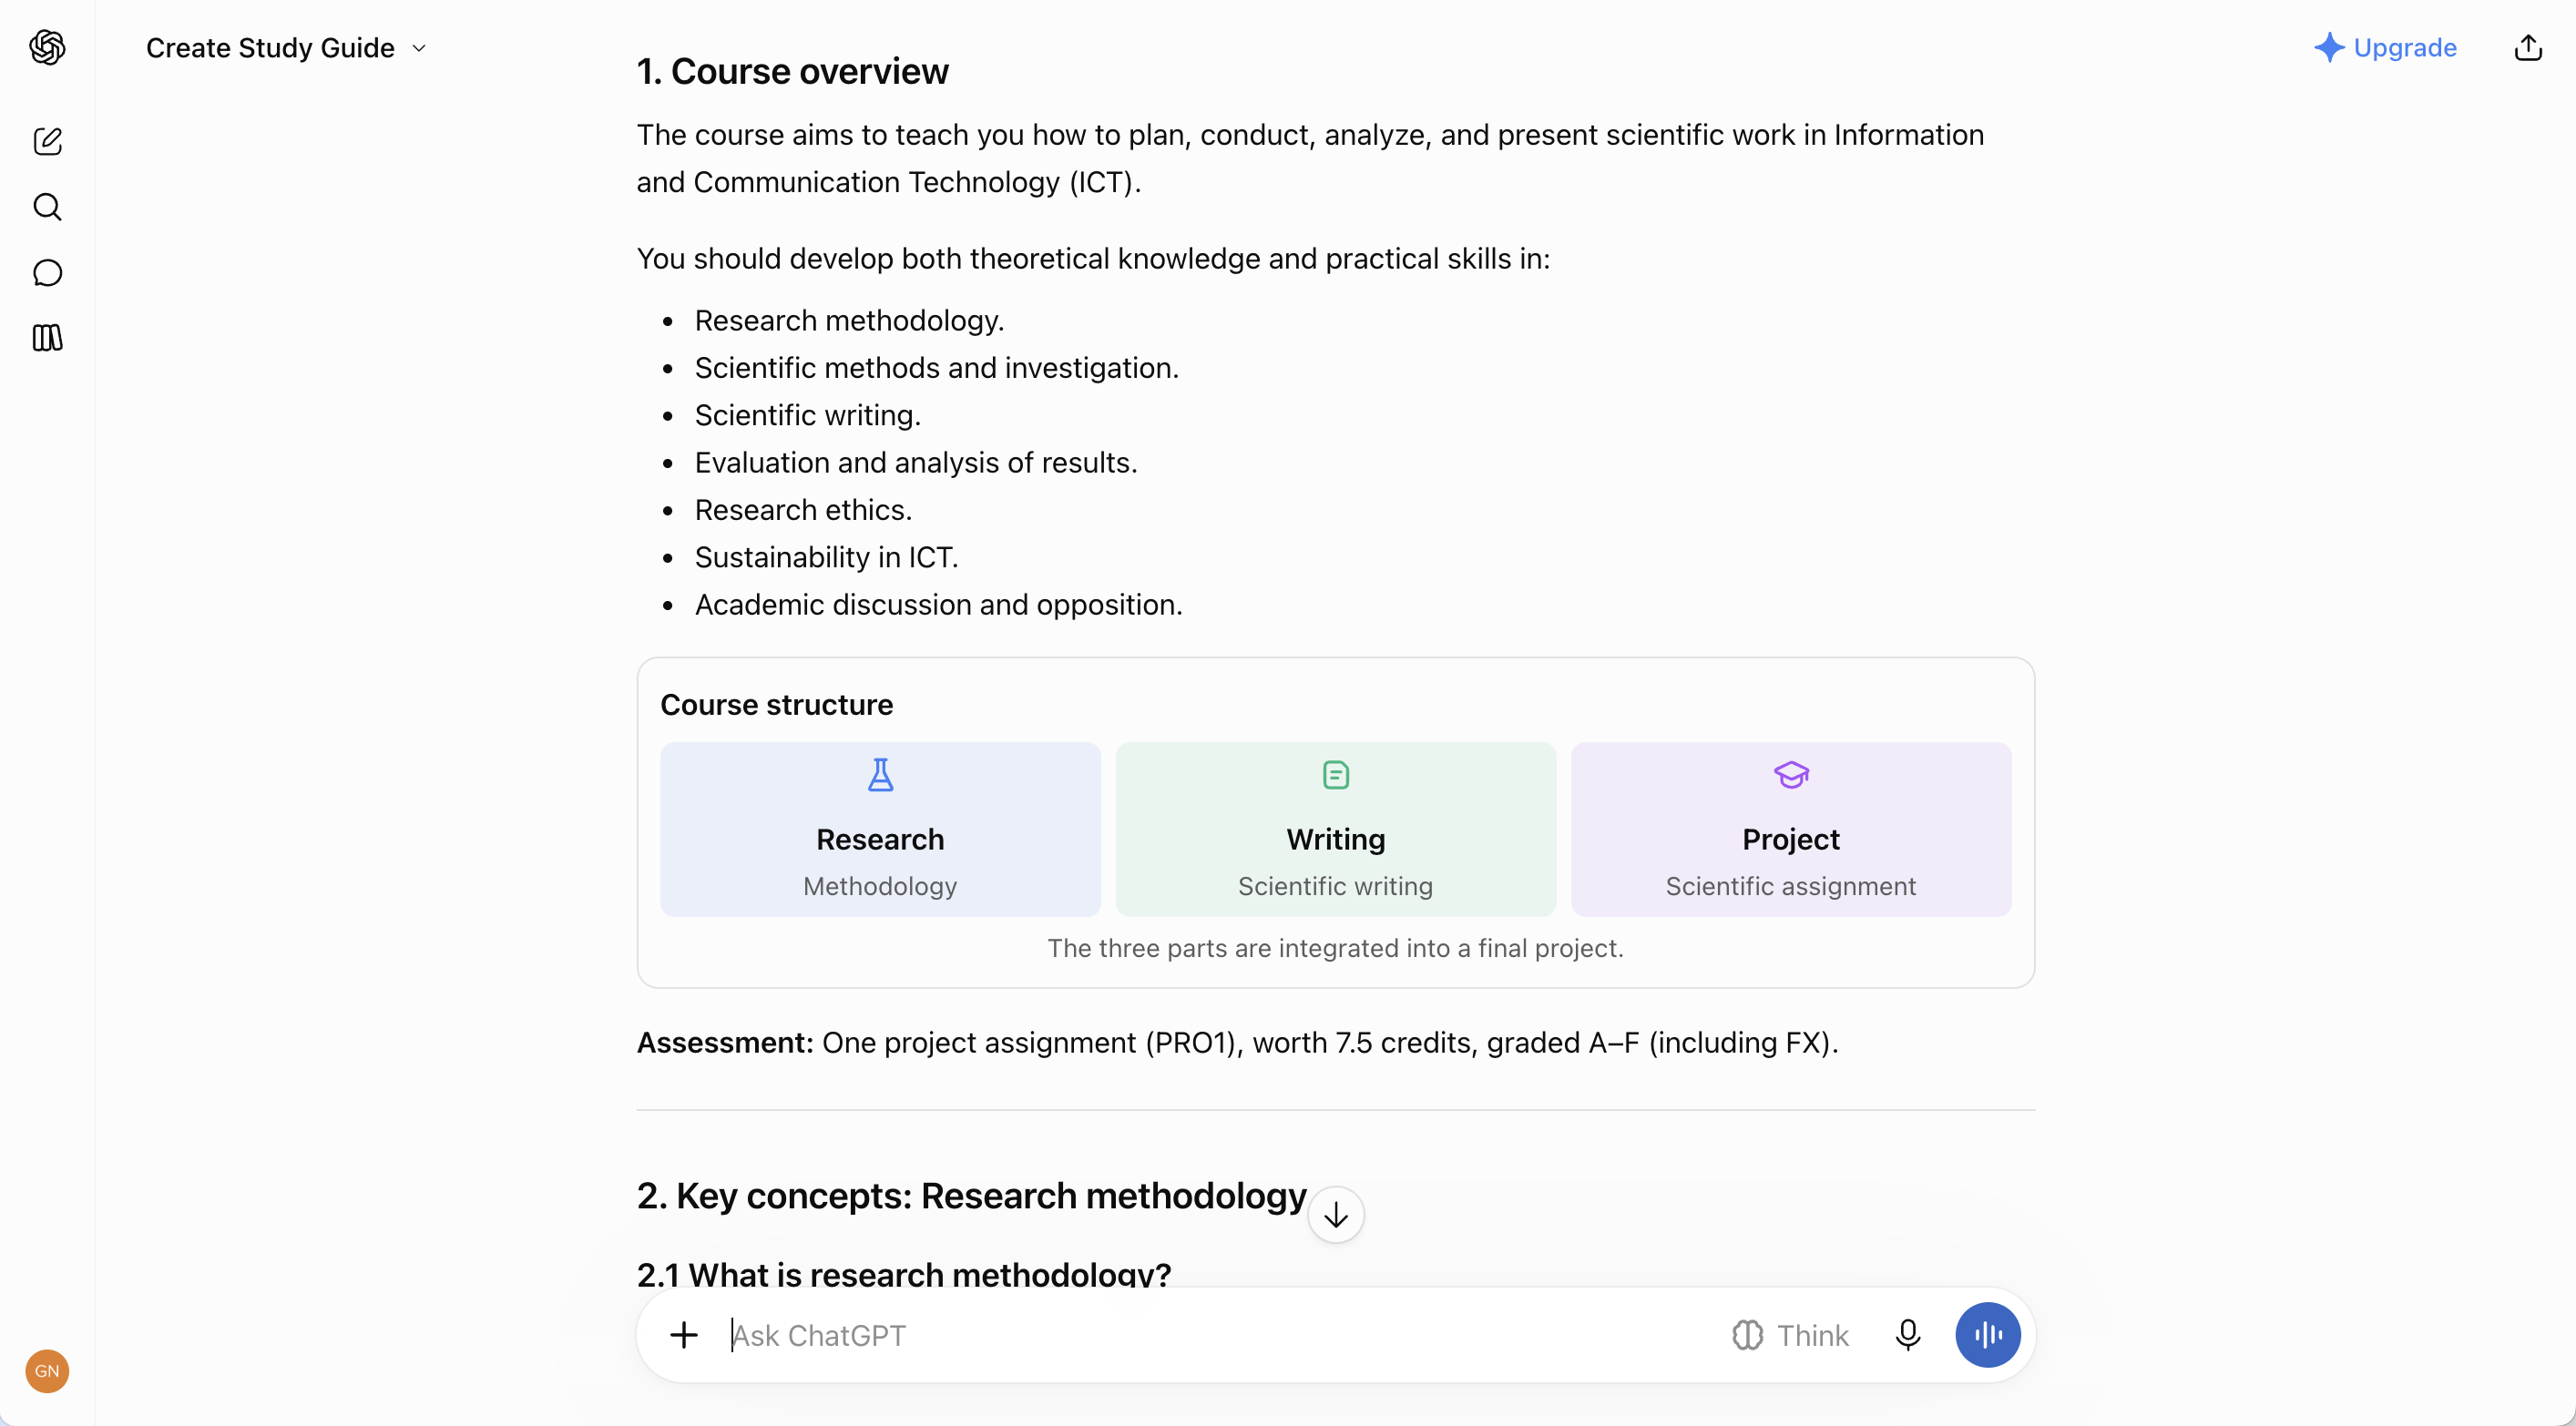 Create Study Guide
Upgrade
1. Course overview
The course aims to teach you how to plan, conduct, analyze, and present scientific work in Information
and Communication Technology (ICT).
You should develop both theoretical knowledge and practical skills in:
• Research methodology.
• Scientific methods and investigation.
• Scientific writing.
• Evaluation and analysis of results.
• Research ethics.
• Sustainability in ICT.
• Academic discussion and opposition.
Course structure
Research
Methodology
Writing
Scientific writing
Project
Scientific assignment
The three parts are integrated into a final project.
Assessment: One project assignment (PRO1), worth 7.5 credits, graded A–F (including FX).
2. Key concepts: Research methodology
2.1 What is research methodology?
Ask ChatGPT
Think
GN